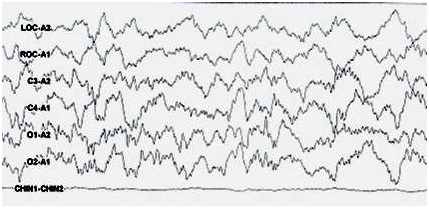 LOC-A2
ROC-A1
C3-A2
C4-A1
O1-A2
O2-A1
CHIN1-CHIN2